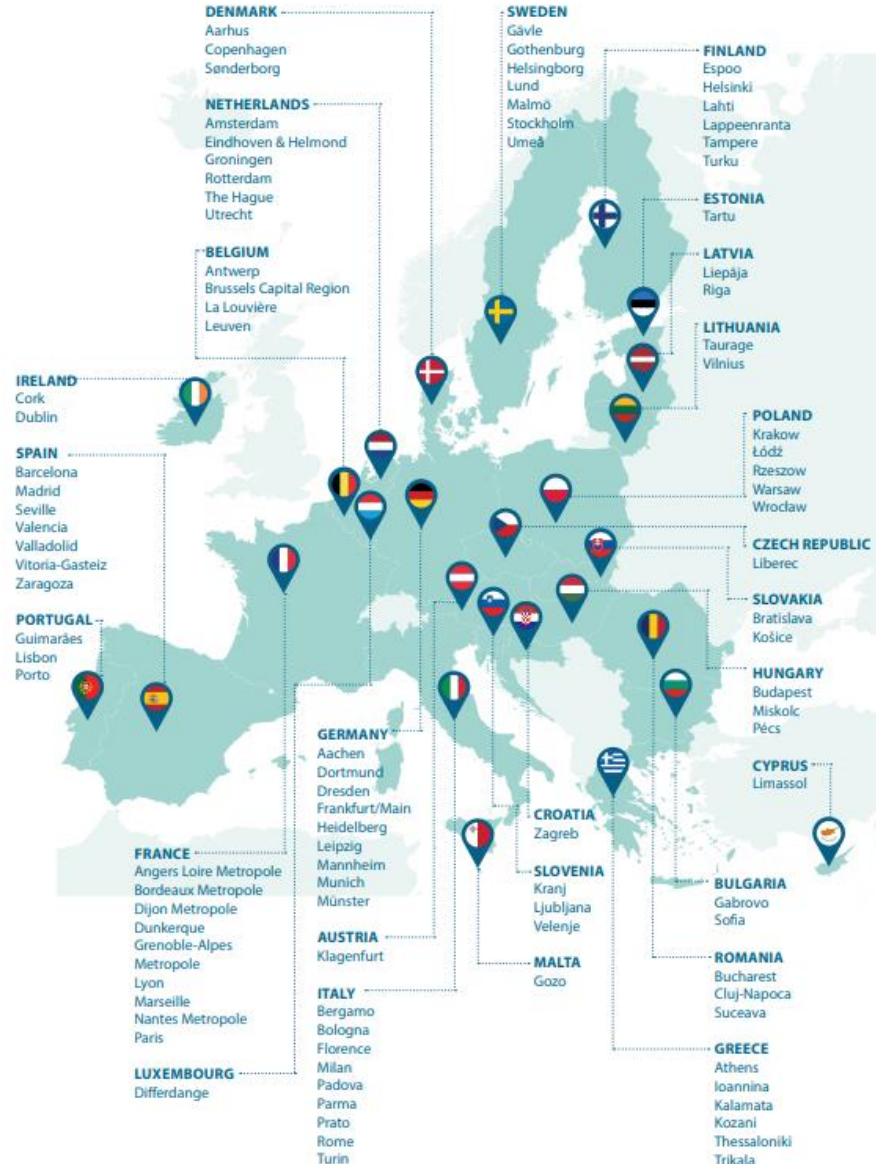 DENMARK
Aarhus
Copenhagen
Sønderborg
NETHERLANDS
Amsterdam
Eindhoven & Helmond
Groningen
Rotterdam
The Hague
Utrecht
BELGIUM
Antwerp
Brussels Capital Region
La Louvière
Leuven
IRELAND
Cork
Dublin
SPAIN
Barcelona
Madrid
Seville
Valencia
Valladolid
Vitoria-Gasteiz
Zaragoza
PORTUGAL
Guimarães
Lisbon
Porto
SWEDEN
Gävle
Gothenburg
Helsingborg
Lund
Malmö
Stockholm
Umeå
FINLAND
Espoo
Helsinki
Lahti
Lappeenranta
Tampere
Turku
ESTONIA
Tartu
LATVIA
Liepāja
Riga
LITHUANIA
Taurage
Vilnius
POLAND
Krakow
Łódź
Rzeszow
Warsaw
Wrocław
CZECH REPUBLIC
Liberec
SLOVAKIA
Bratislava
Košice
HUNGARY
Budapest
Miskolc
Pécs
CYPRUS
Limassol
FRANCE
Angers Loire Metropole
Bordeaux Metropole
Dijon Metropole
Dunkerque
Grenoble-Alpes
Metropole
Lyon
Marseille
Nantes Metropole
Paris
LUXEMBOURG
Differdange
GERMANY
Aachen
Dortmund
Dresden
Frankfurt/Main
Heidelberg
Leipzig
Mannheim
Munich
Münster
AUSTRIA
Klagenfurt
ITALY
Bergamo
Bologna
Florence
Milan
Padova
Parma
Prato
Rome
Turin
CROATIA
Zagreb
SLOVENIA
Kranj
Ljubljana
Velenje
MALTA
Gozo
BULGARIA
Gabrovo
Sofia
ROMANIA
Bucharest
Cluj-Napoca
Suceava
GREECE
Athens
Ioannina
Kalamata
Kozani
Thessaloniki
Trikala